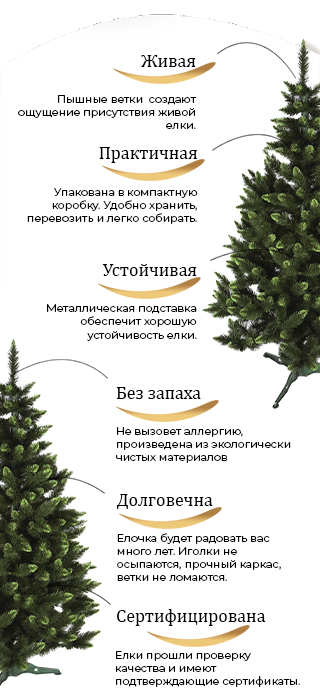 Живая
Пышные ветки создают
ощущение присутствия живой
елки.
Практичная
Упакована в компактную
коробку. Удобно хранить,
перевозить и легко собирать.
Устойчивая
Металлическая подставка
обеспечит хорошую
устойчивость елки.
Без запаха
Не вызовет аллергию,
произведена из экологически
чистых материалов
Долговечна
Елочка будет радовать вас
много лет. Иголки не
осыпаются, прочный каркас,
ветки не ломаются.
Сертифицирована
Елки прошли проверку
качества и имеют
подтверждающие сертификаты.